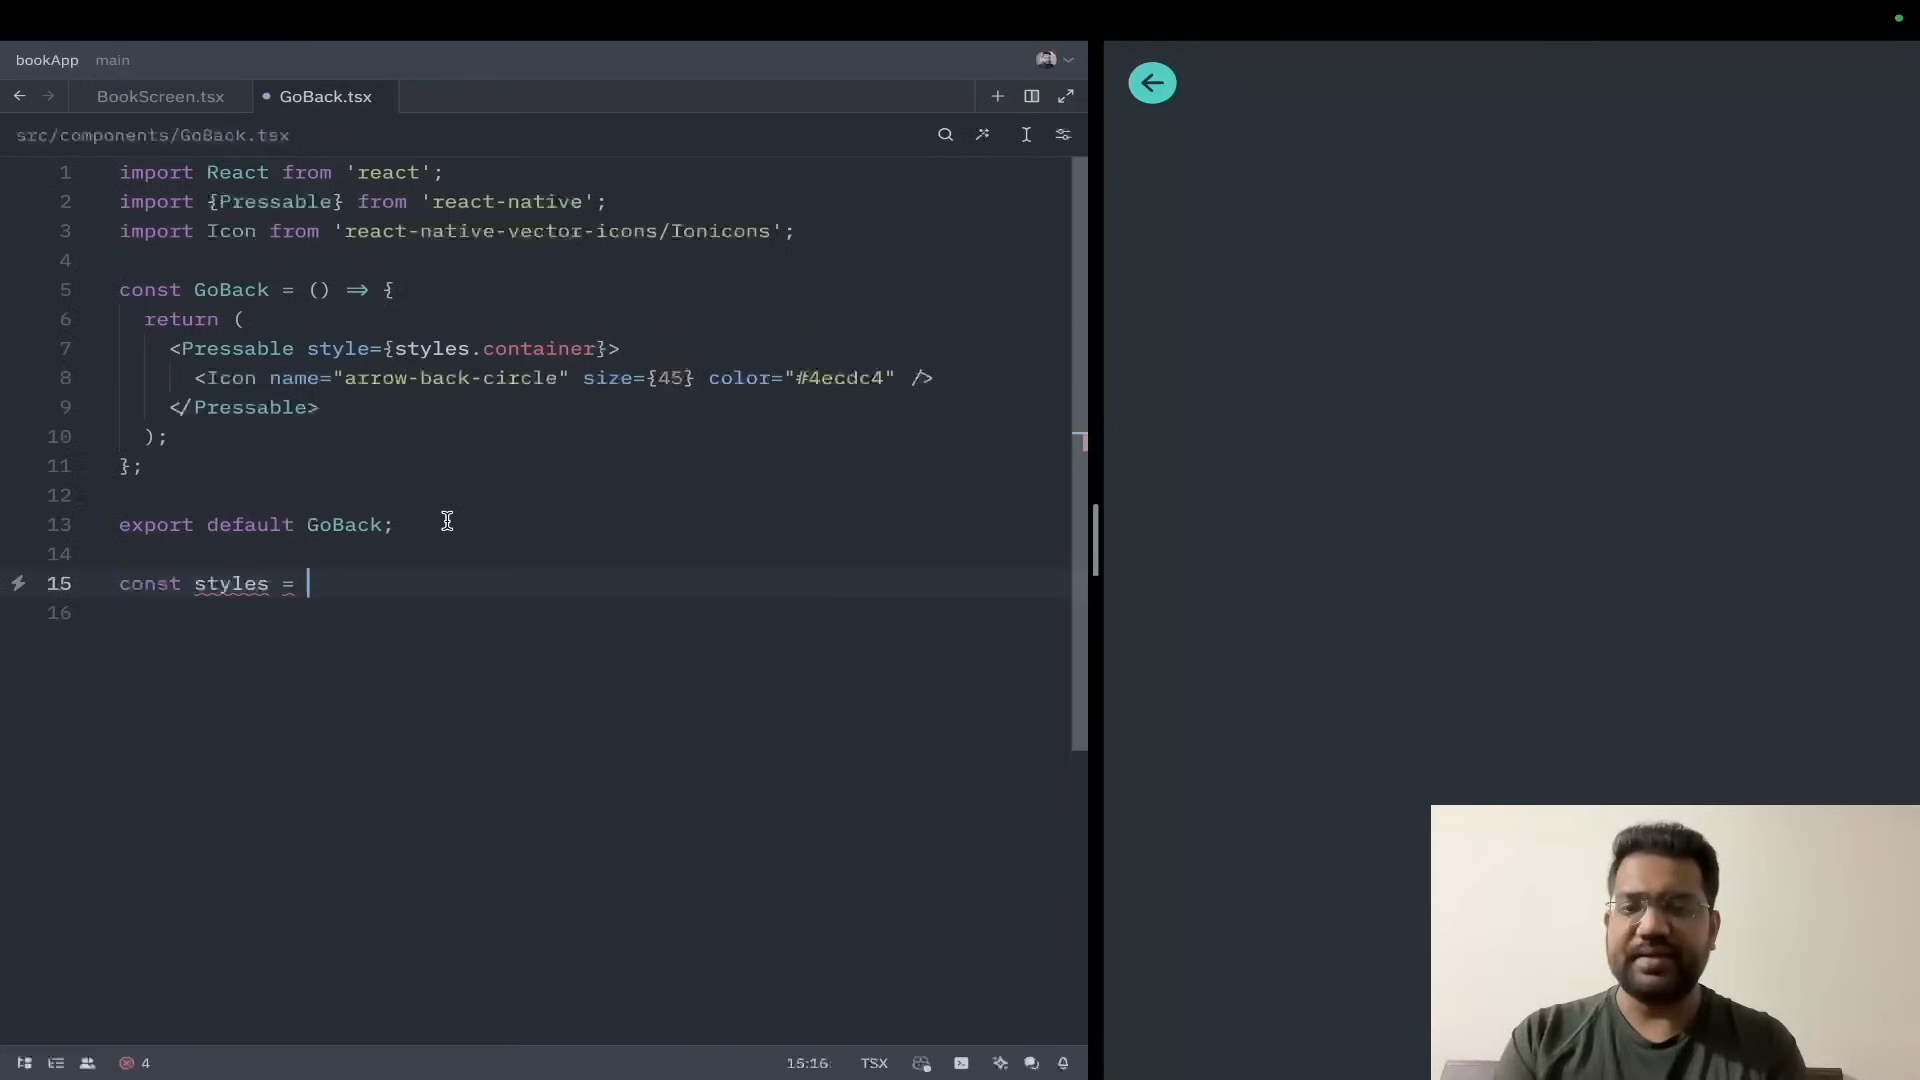 bookApp main
BookScreen.tsx GoBack.tsx
src/components/GoBack.tsx
1 import React from 'react';
2 import {Pressable} from 'react-native';
3 import Icon from 'react-native-vector-icons/Ionicons';
4
5 const GoBack = () => {
6 return (
7 <Pressable style={styles.container}>
8 <Icon name="arrow-back-circle" size={45} color="#4ecdc4" />
9 </Pressable>
10 );
11 };
12
13 export default GoBack;
14
15 const styles =
16
4 15:16 TSX